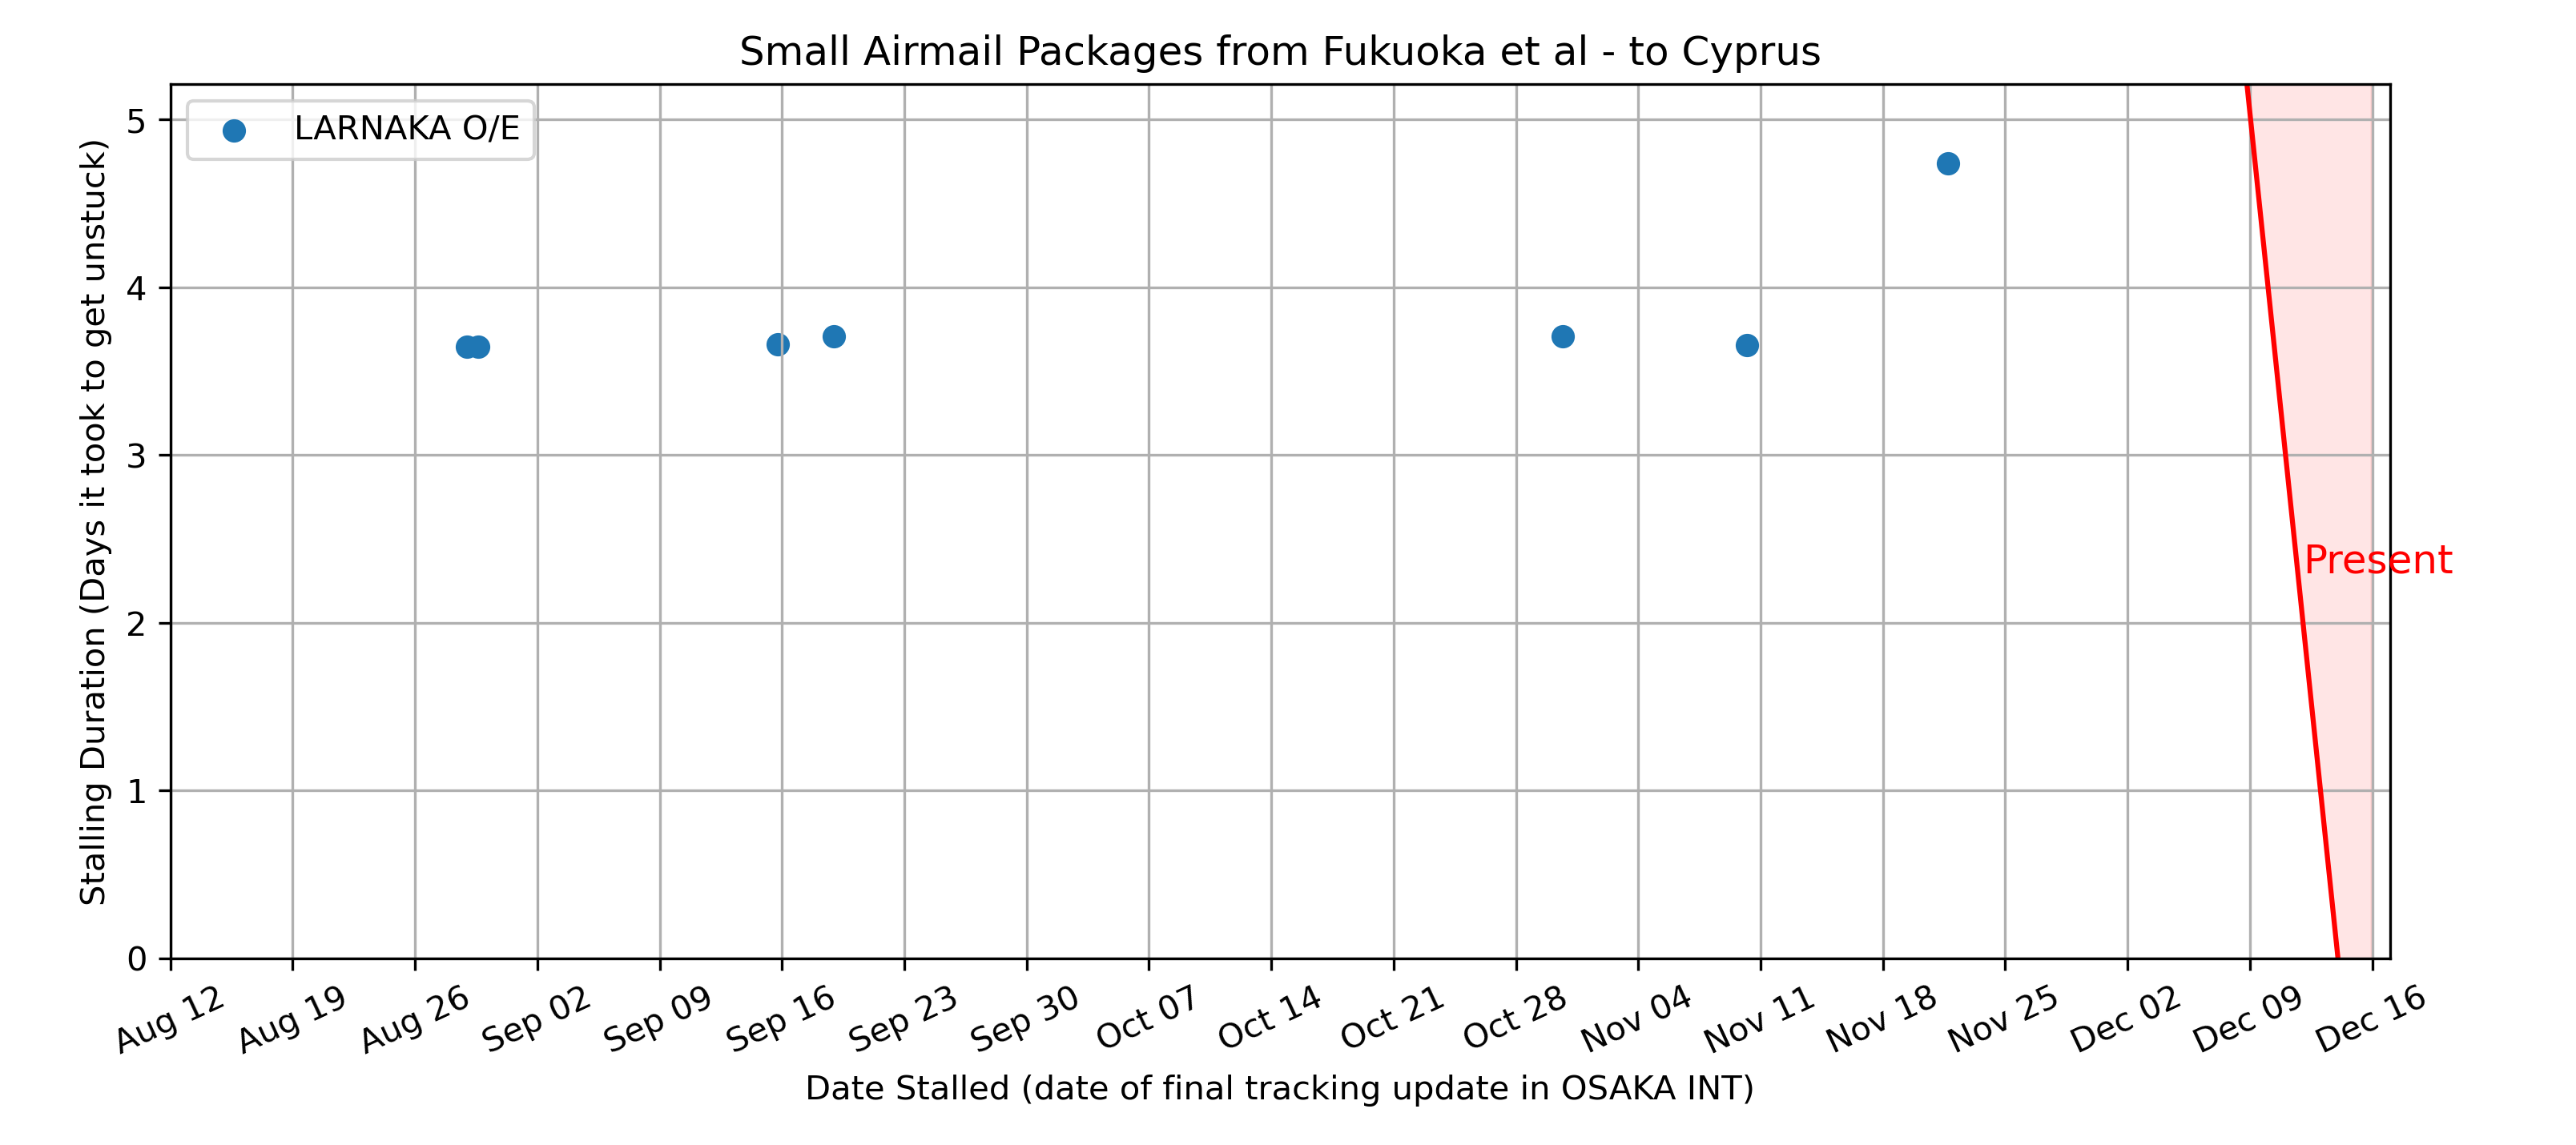 Small Airmail Packages from Fukuoka et al - to Cyprus
LARNAKA O/E
Stalling Duration (Days it took to get unstuck)
5
4
3
2
1
0
Present
Aug 12
Aug 19
Aug 26
Sep 02
Sep 09
Sep 16
Sep 23
Sep 30
Oct 07
Oct 14
Oct 21
Oct 28
Nov 04
Nov 11
Nov 18
Nov 25
Dec 02
Dec 09
Dec 16
Date Stalled (date of final tracking update in OSAKA INT)